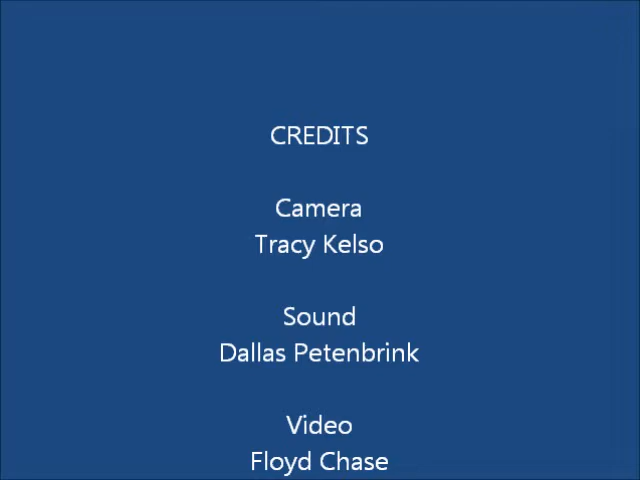 CREDITS
Camera
Tracy Kelso
Sound
Dallas Petenbrink
Video
Floyd Chase